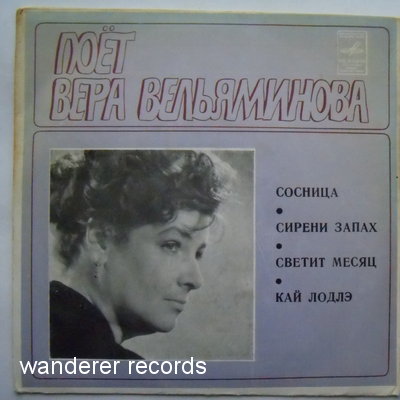 ПОЁТ
ВЕРА ВЕЛЬЯМИНОВА
СОСНИЦА
СИРЕНИ ЗАПАХ
СВЕТИТ МЕСЯЦ
КАЙ ЛОДЛЭ
wanderer records